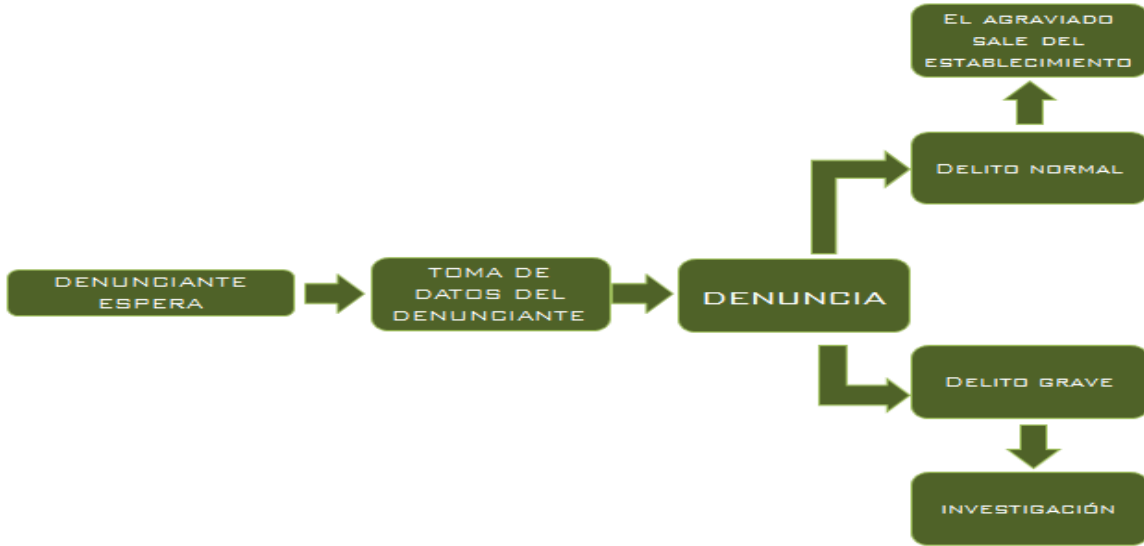 DENUNCIANTE
ESPERA
TOMA DE
DATOS DEL
DENUNCIANTE
DENUNCIA
EL AGRAVIADO
SALE DEL
ESTABLECIMIENTO
DELITO NORMAL
DELITO GRAVE
INVESTIGACIÓN